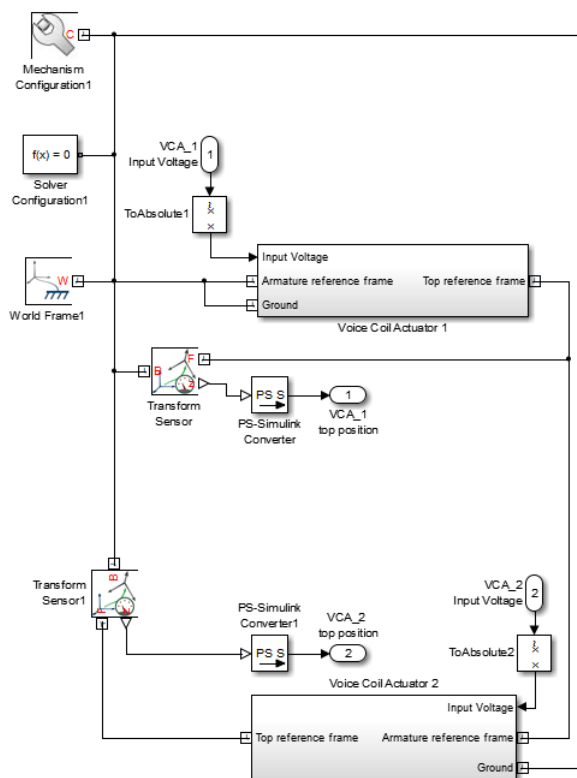 C
Mechanism
Configuration1
f(x) = 0
Solver
Configuration1
VCA_1
Input Voltage
1
ToAbsolute1
Input Voltage
Armature reference frame
Top reference frame
Ground
Voice Coil Actuator 1
W
World Frame1
B
F
z
Transform
Sensor
PS S
PS-Simulink
Converter
1
VCA_1
top position
B
F
Transform
Sensor1
PS-Simulink
Converter1
PS S
VCA_2
top position
2
VCA_2
Input Voltage
2
ToAbsolute2
Voice Coil Actuator 2
Input Voltage
Top reference frame
Armature reference frame
Ground